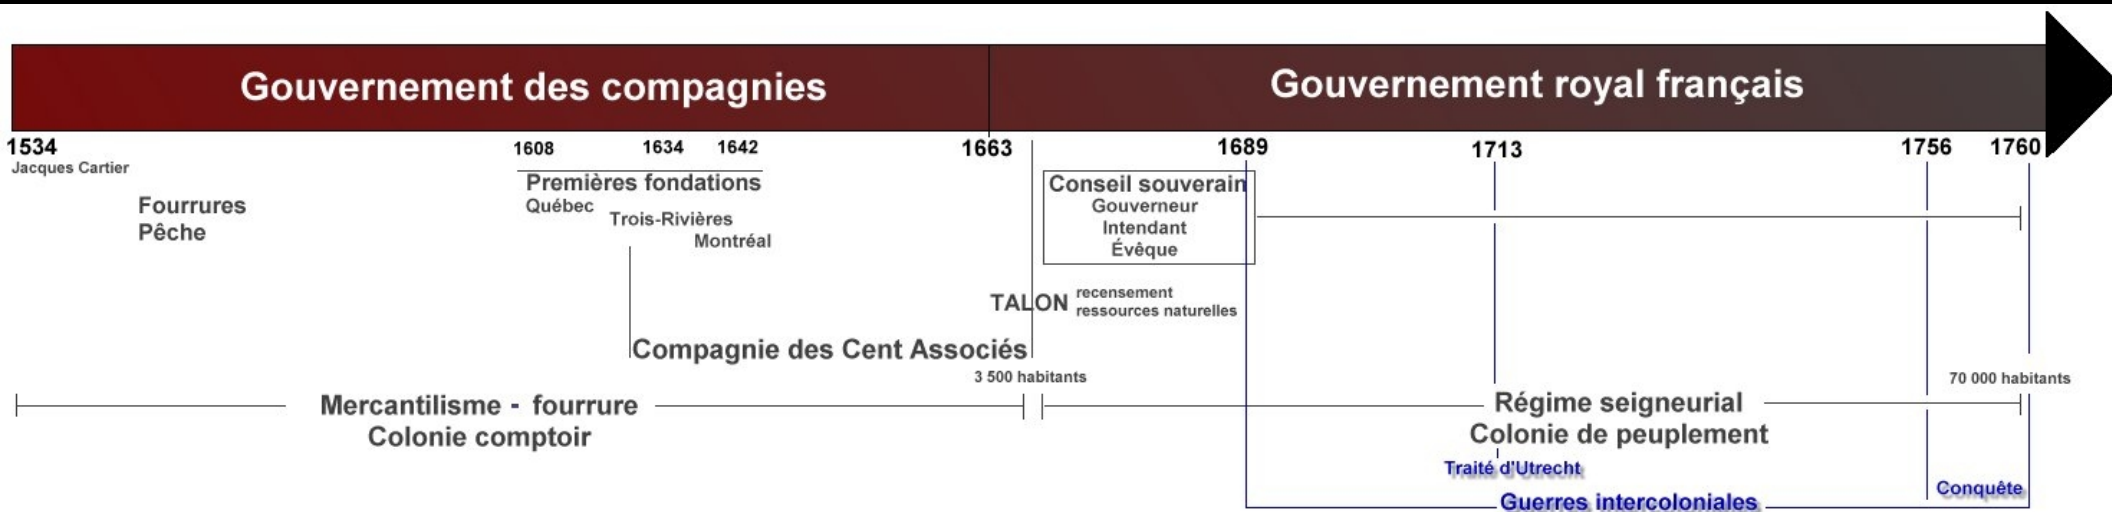 Gouvernement des compagnies
Gouvernement royal français
1534
1608
1634
1642
1663
1689
1713
1756
1760
Jacques Cartier
Fourrures
Pêche
Premières fondations
Québec
Trois-Rivières
Montréal
Conseil souverain
Gouverneur
Intendant
Évêque
TALON
recensement
ressources naturelles
Compagnie des Cent Associés
3 500 habitants
70 000 habitants
Mercantilisme - fourrure
Colonie comptoir
Régime seigneurial
Colonie de peuplement
Traité d'Utrecht
Conquête
Guerres intercoloniales